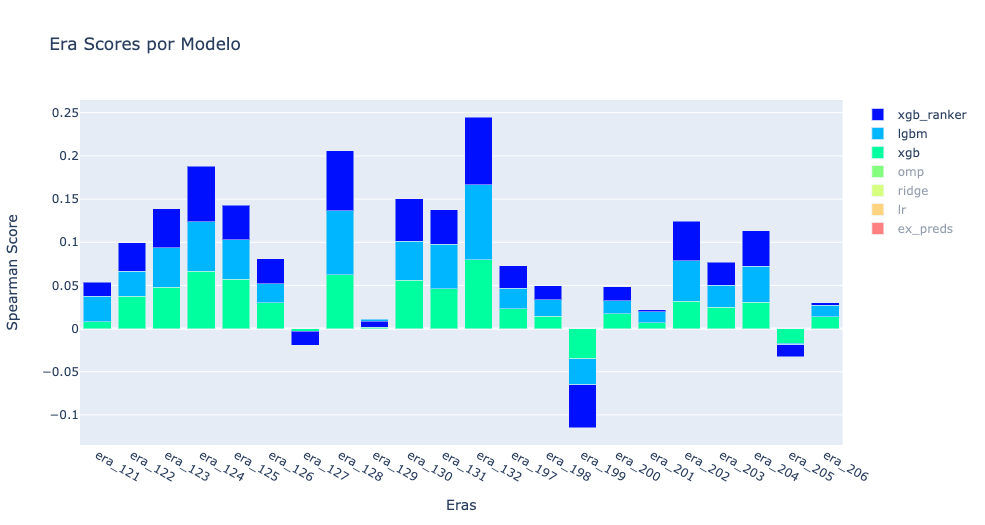 Era Scores por Modelo
Spearman Score
0.25
0.2
0.15
0.1
0.05
0
−0.05
−0.1
era_121
era_122
era_123
era_124
era_125
era_126
era_127
era_128
era_129
era_130
era_131
era_132
era_197
era_198
era_199
era_200
era_201
era_202
era_203
era_204
era_205
era_206
Eras
xgb_ranker
lgbm
xgb
omp
ridge
lr
ex_preds